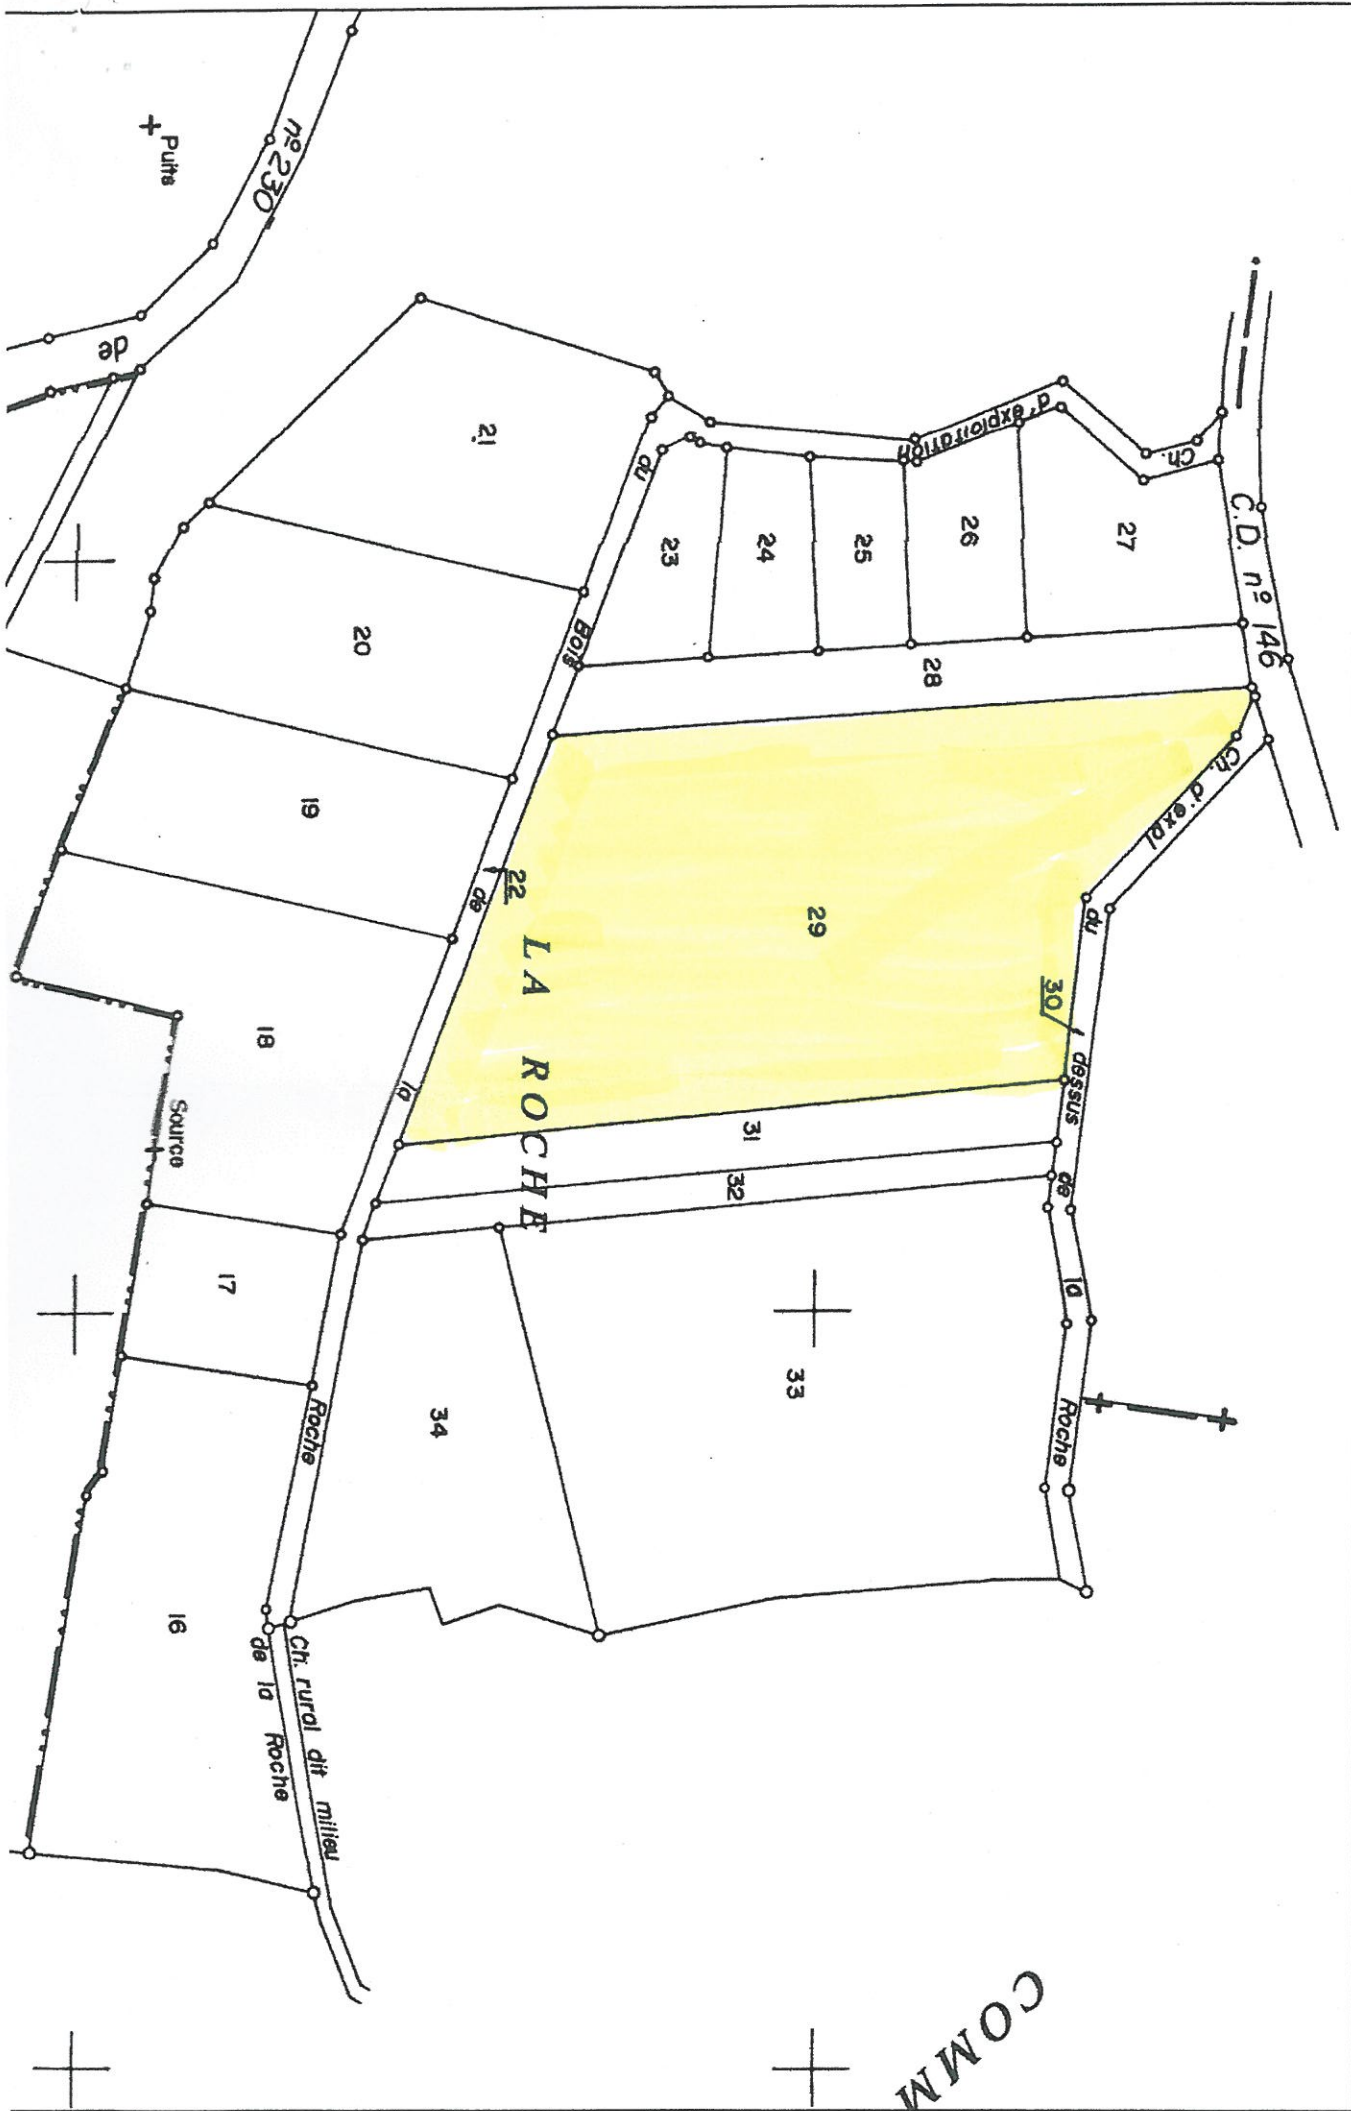 C.D. nº 146
Ch.
d'exploitation
Ch. d'expl
du
dessus
de
la
Roche
27
26
25
24
23
28
29
30
31
32
33
34
LA ROCHE
22
du
Bois
de
la
Roche
21
20
19
18
17
16
Source
nº 230
de
Puits
Ch. rural dit milieu
de la Roche
COMM